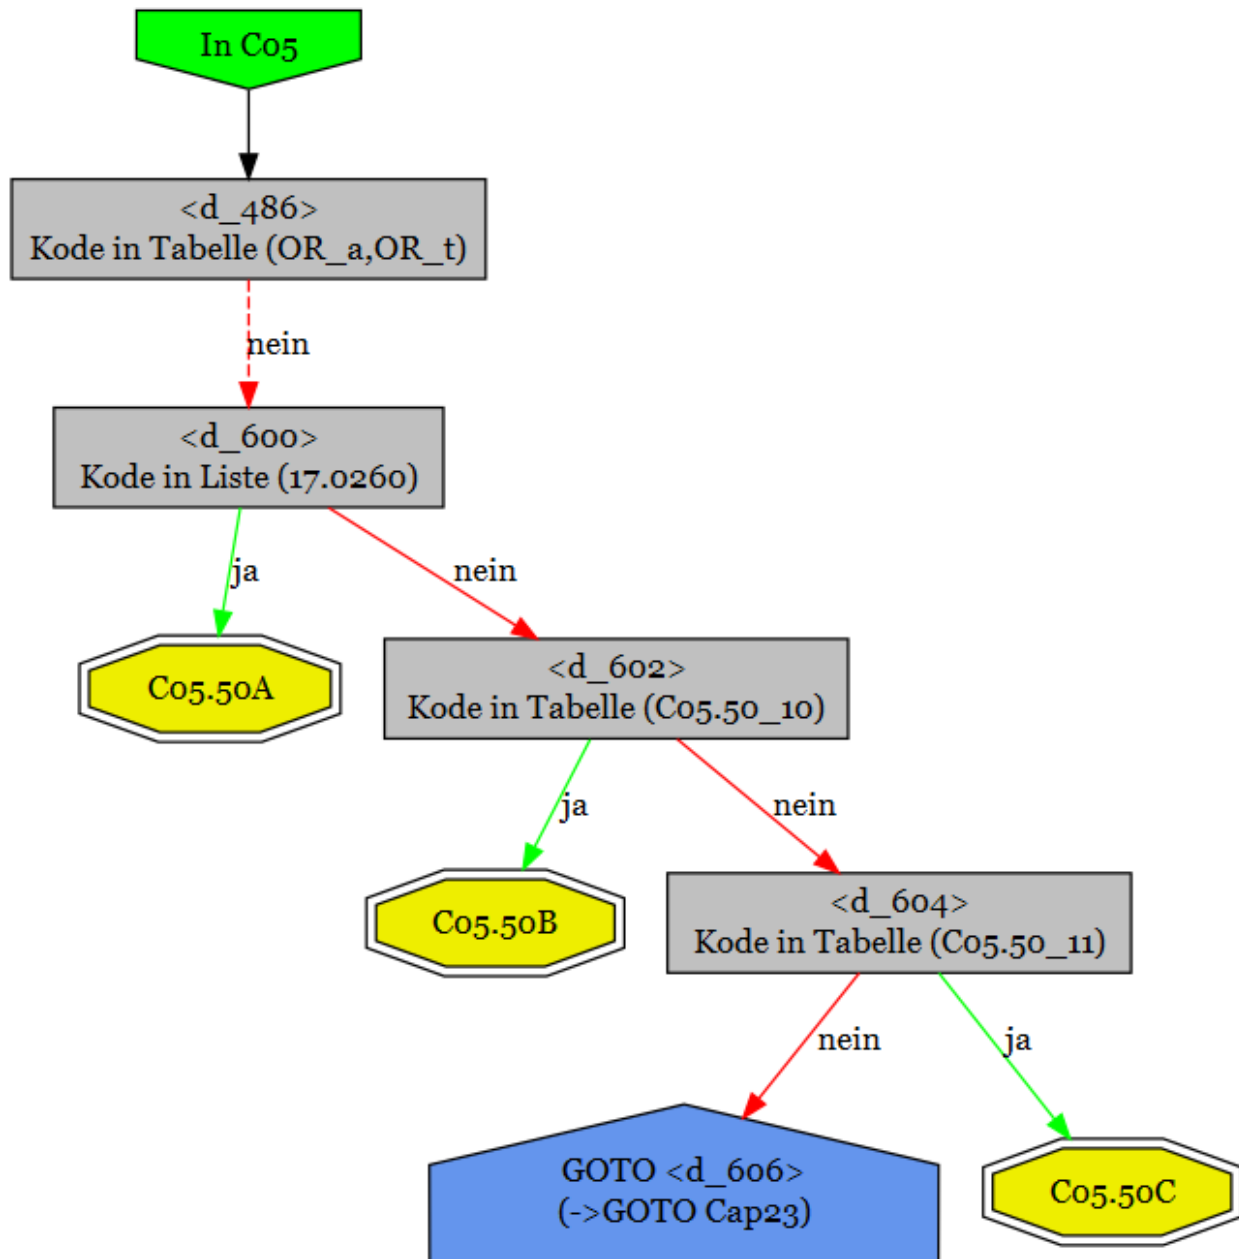 In C05
<d_486>
Kode in Tabelle (OR_a,OR_t)
nein
<d_600>
Kode in Liste (17.0260)
ja
nein
C05.50A
<d_602>
Kode in Tabelle (C05.50_10)
ja
nein
C05.50B
<d_604>
Kode in Tabelle (C05.50_11)
nein
ja
GOTO <d_606>
(->GOTO Cap23)
C05.50C